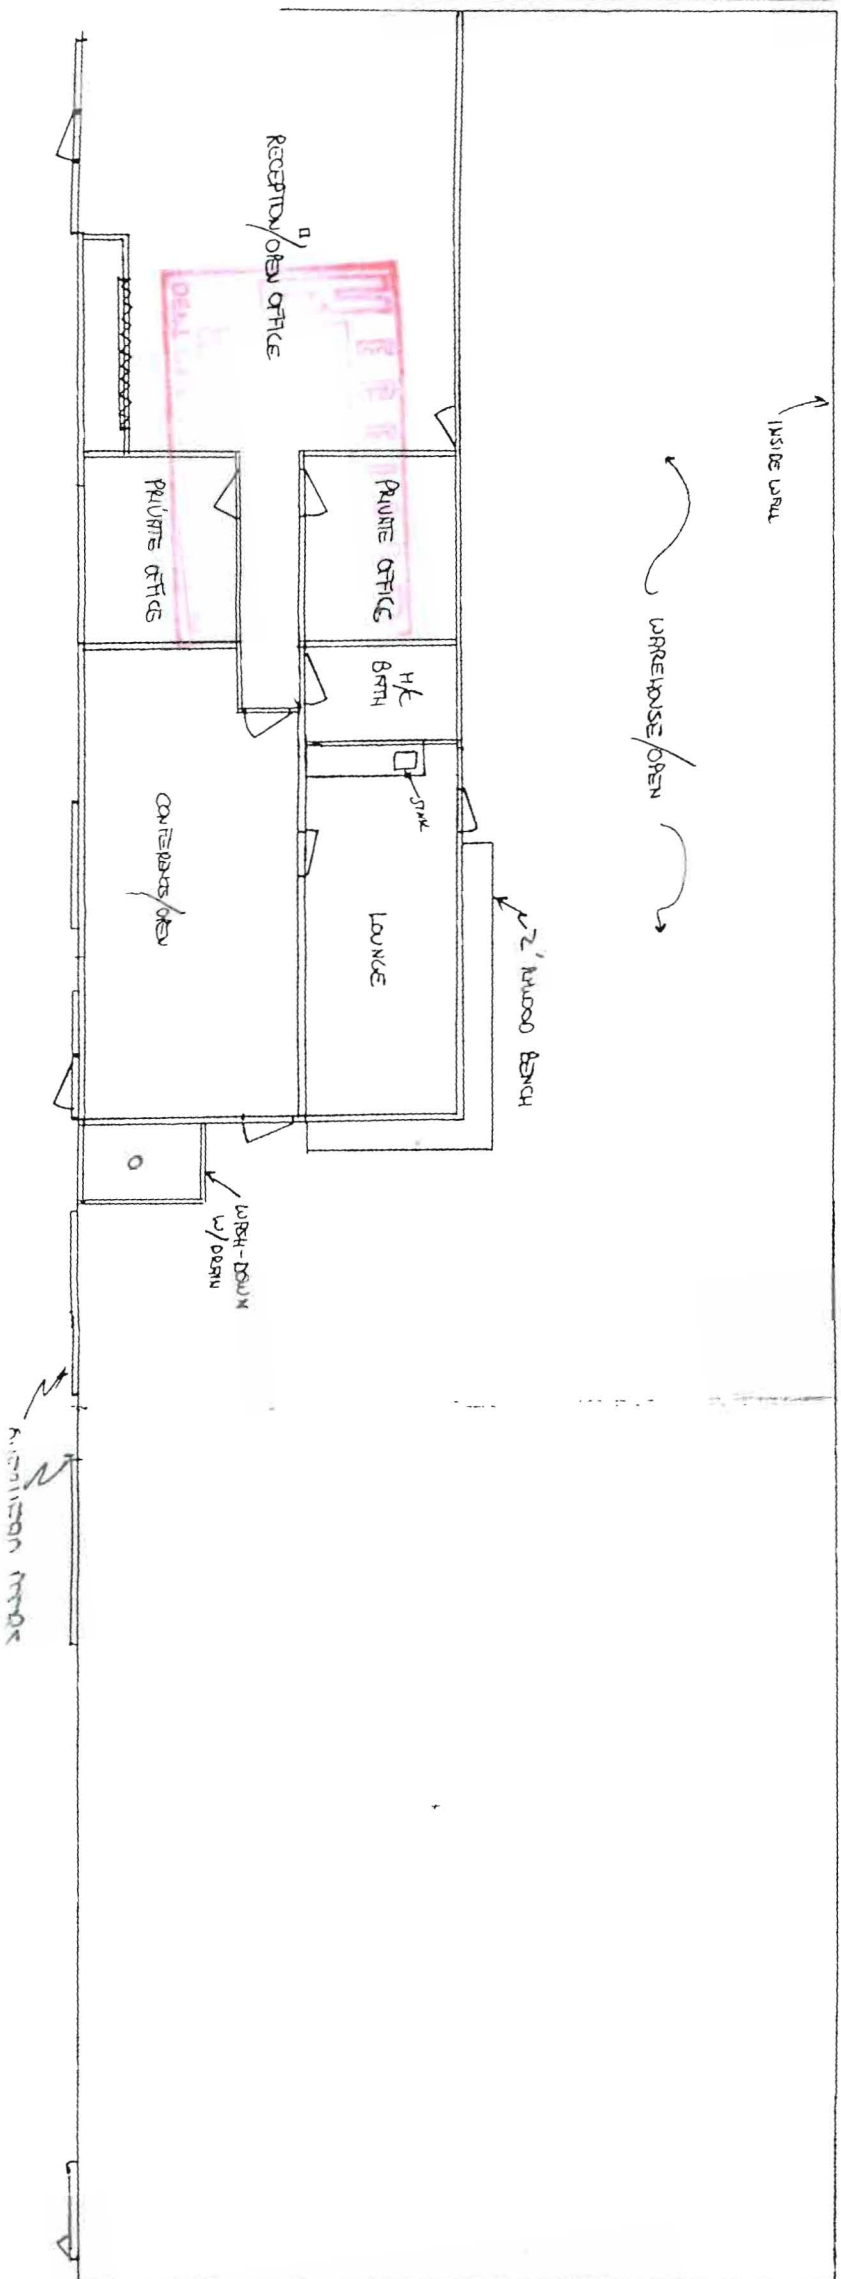 INSIDE WALL
WAREHOUSE/OPEN
2' PLYWOOD BENCH
RECEPTION/OPEN OFFICE
PRIVATE OFFICE
PRIVATE OFFICE
H/C
BATH
SINK
LOUNGE
CONFERENCE/OPEN
WASH-DOWN
W/DRAIN